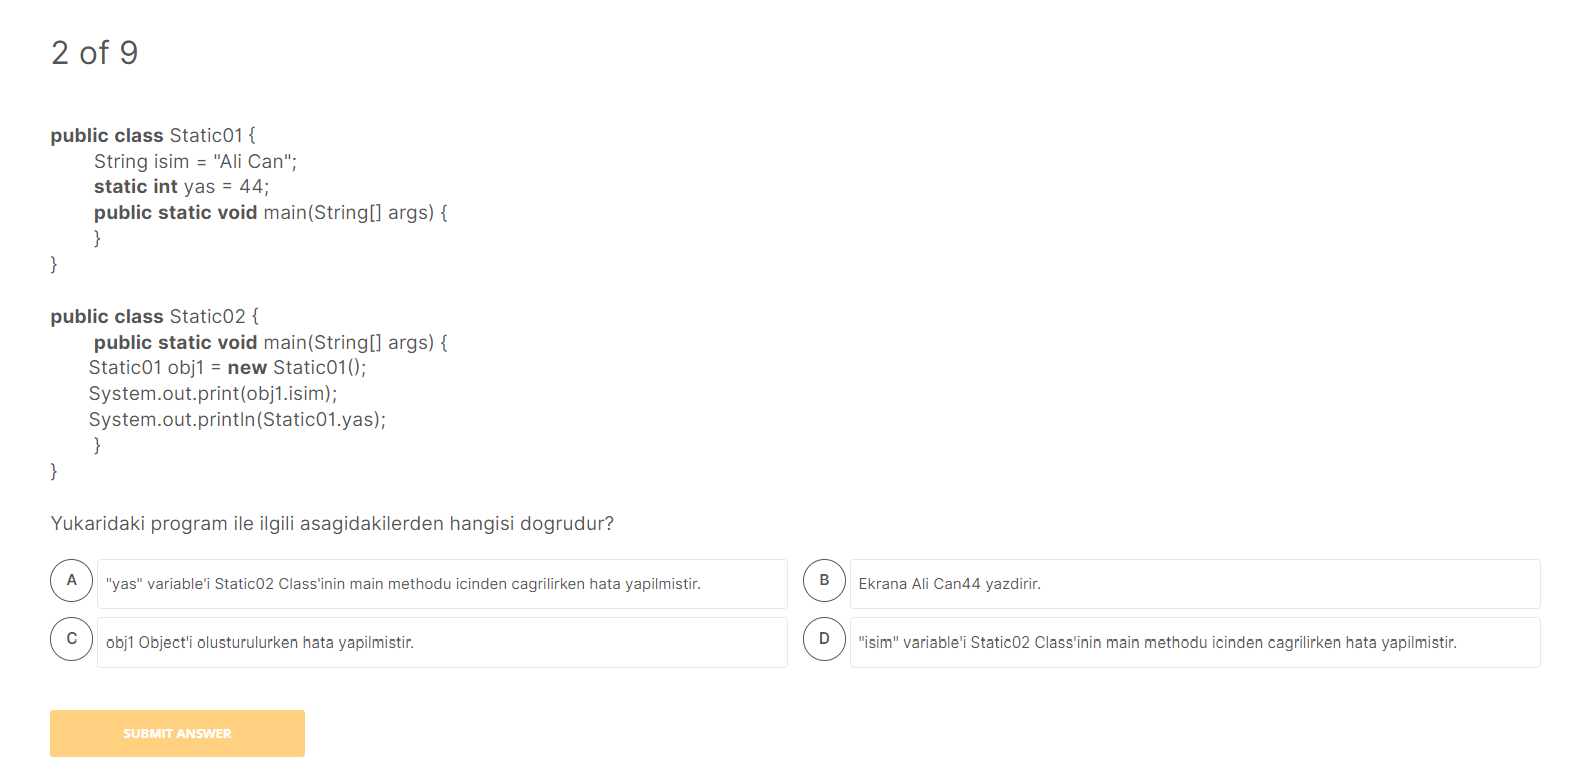 2 of 9
public class Static01 {
String isim = "Ali Can";
static int yas = 44;
public static void main(String[] args) {
}
}
public class Static02 {
public static void main(String[] args) {
Static01 obj1 = new Static01();
System.out.print(obj1.isim);
System.out.println(Static01.yas);
}
}
Yukaridaki program ile ilgili asagidakilerden hangisi dogrudur?
A "yas" variable'i Static02 Class'inin main methodu icinden cagrilirken hata yapilmistir.
B Ekrana Ali Can44 yazdirir.
C obj1 Object'i olusturulurken hata yapilmistir.
D "isim" variable'i Static02 Class'inin main methodu icinden cagrilirken hata yapilmistir.
SUBMIT ANSWER